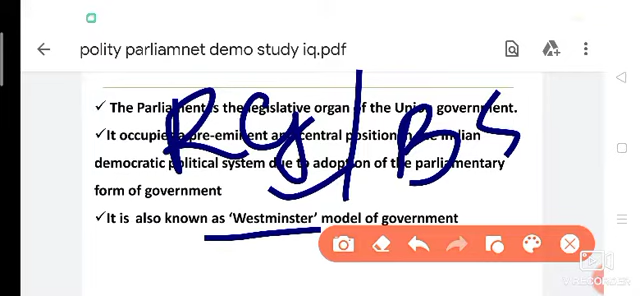 polity parliamnet demo study iq.pdf
✓ The Parliament is the legislative organ of the Union government.
✓ It occupies a pre-eminent and central position in the Indian
democratic political system due to adoption of the parliamentary
form of government
✓ It is also known as ‘Westminster’ model of government
RG/BS
V RECORDER